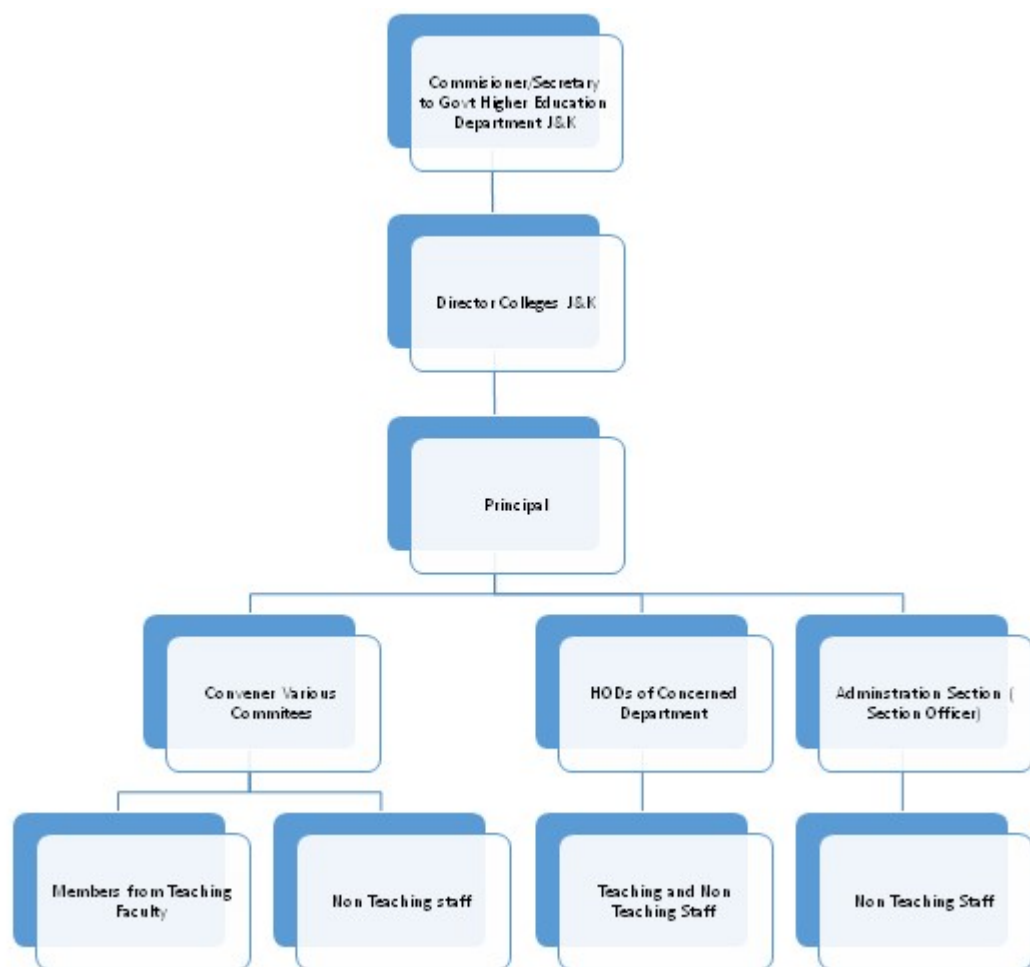 Commisioner/Secretary
to Govt Higher Education
Department J&K
Director Colleges J&K
Principal
Convener Various
Commitees
HODs of Concerned
Department
Adminstration Section (
Section Officer)
Members from Teaching
Faculty
Non Teaching staff
Teaching and Non
Teaching Staff
Non Teaching Staff